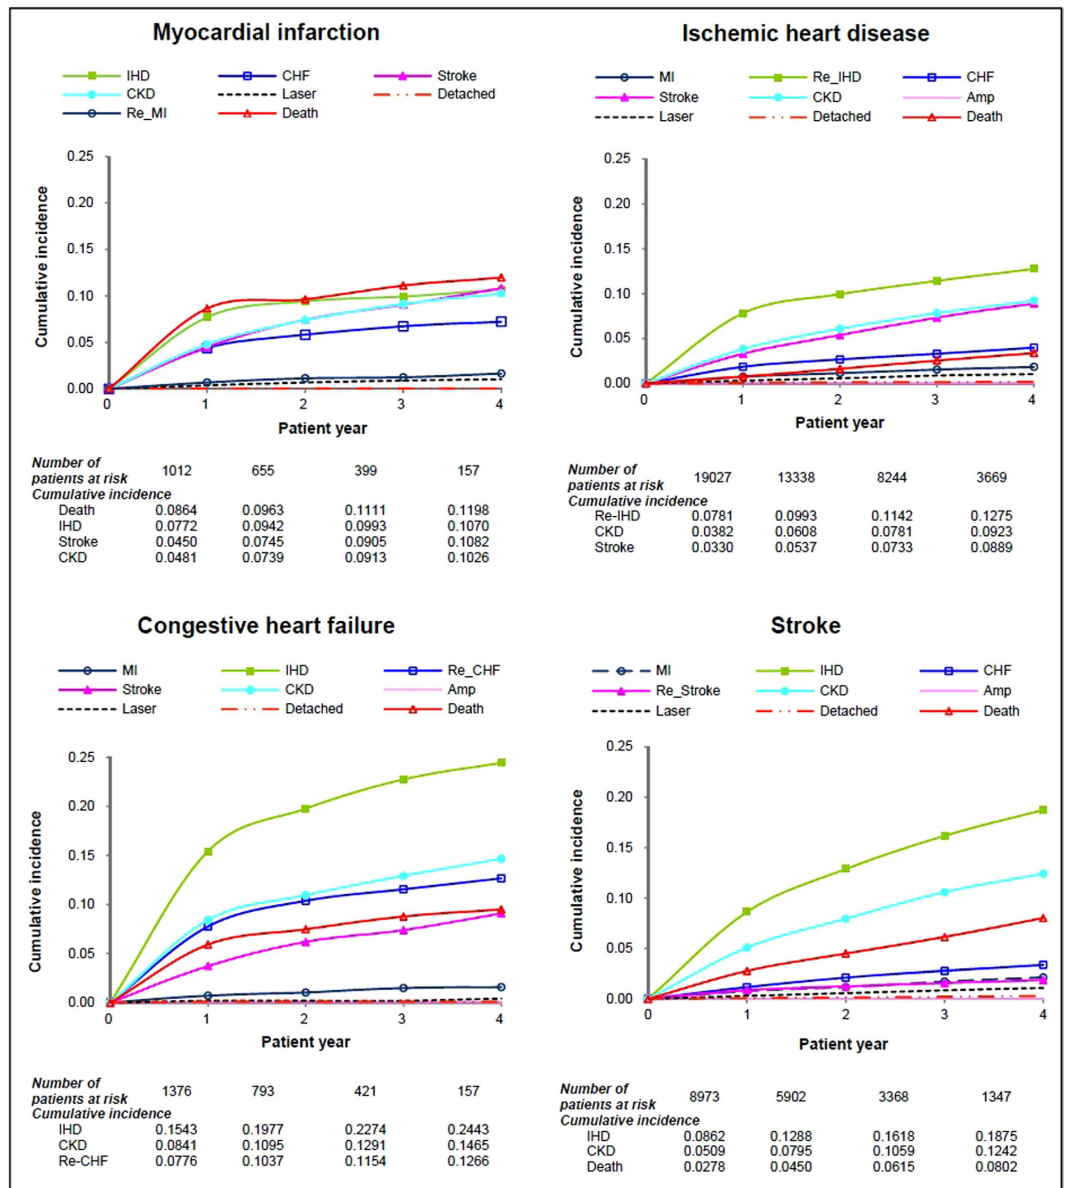 Myocardial infarction
IHD CHF Stroke
CKD Laser Detached
Re_MI Death
0.25
0.20
0.15
0.10
0.05
0.00
Cumulative incidence
0 1 2 3 4
Patient year
Number of
patients at risk 1012 655 399 157
Cumulative incidence
Death 0.0864 0.0963 0.1111 0.1198
IHD 0.0772 0.0942 0.0993 0.1070
Stroke 0.0450 0.0745 0.0905 0.1082
CKD 0.0481 0.0739 0.0913 0.1026
Ischemic heart disease
MI Re_IHD CHF
Stroke CKD Amp
Laser Detached Death
0.25
0.20
0.15
0.10
0.05
0.00
Cumulative incidence
0 1 2 3 4
Patient year
Number of
patients at risk 19027 13338 8244 3669
Cumulative incidence
Re-IHD 0.0781 0.0993 0.1142 0.1275
CKD 0.0382 0.0608 0.0781 0.0923
Stroke 0.0330 0.0537 0.0733 0.0889
Congestive heart failure
MI IHD Re_CHF
Stroke CKD Amp
Laser Detached Death
0.25
0.20
0.15
0.10
0.05
0.00
Cumulative incidence
0 1 2 3 4
Patient year
Number of
patients at risk 1376 793 421 157
Cumulative incidence
IHD 0.1543 0.1977 0.2274 0.2443
CKD 0.0841 0.1095 0.1291 0.1465
Re-CHF 0.0776 0.1037 0.1154 0.1266
Stroke
MI IHD CHF
Re_Stroke CKD Amp
Laser Detached Death
0.25
0.20
0.15
0.10
0.05
0.00
Cumulative incidence
0 1 2 3 4
Patient year
Number of
patients at risk 8973 5902 3368 1347
Cumulative incidence
IHD 0.0862 0.1288 0.1618 0.1875
CKD 0.0509 0.0795 0.1059 0.1242
Death 0.0278 0.0450 0.0615 0.0802